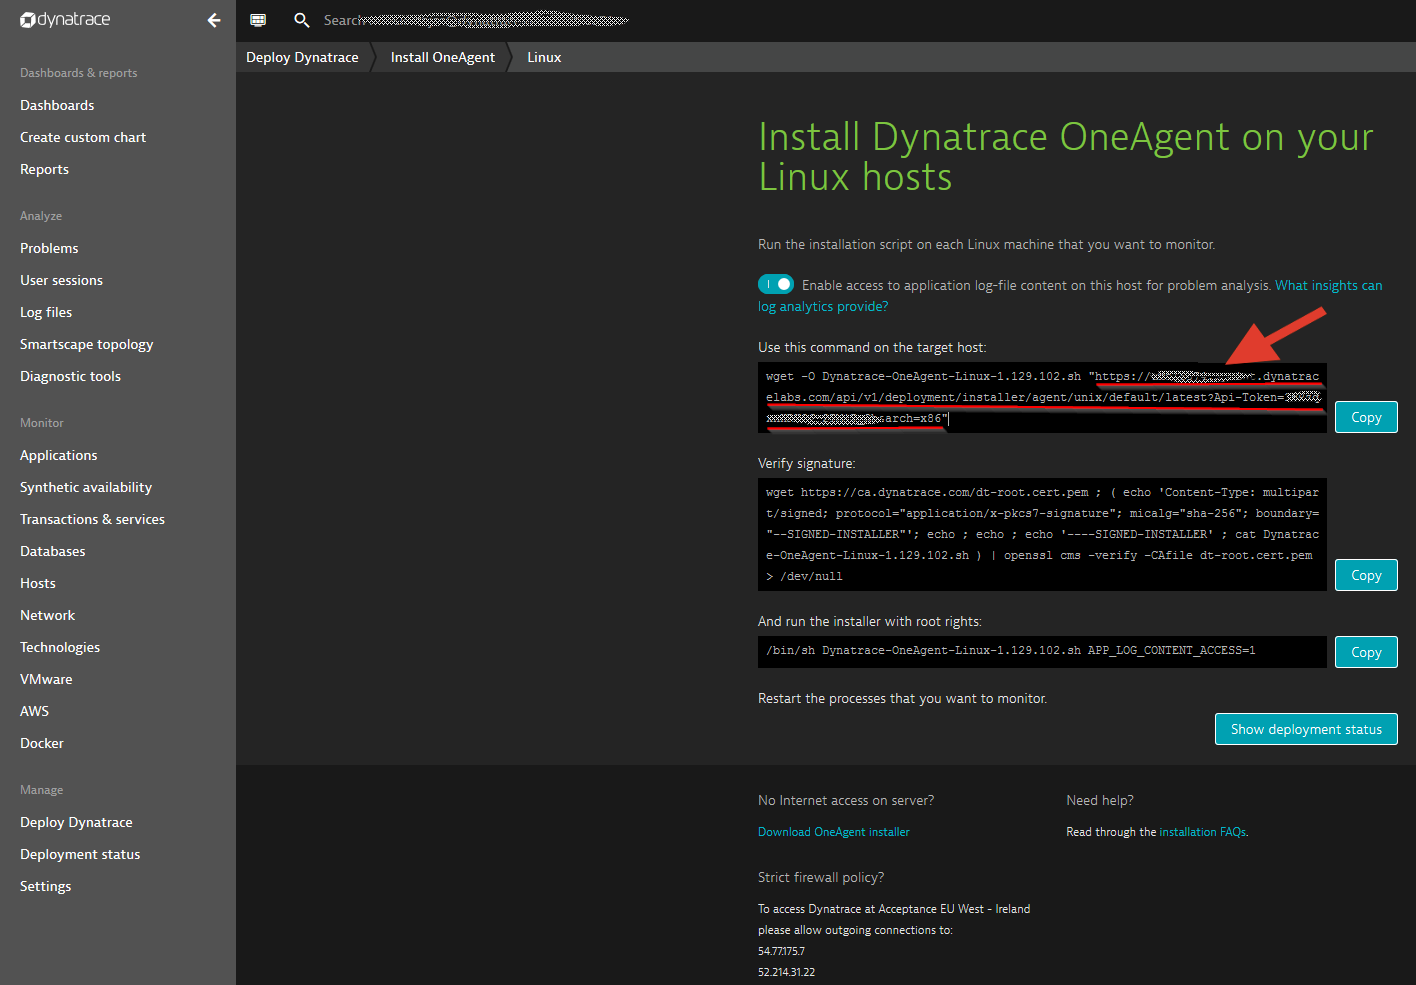 dynatrace
Search
Deploy Dynatrace
Install OneAgent
Linux
Dashboards & reports
Dashboards
Create custom chart
Reports
Analyze
Problems
User sessions
Log files
Smartscape topology
Diagnostic tools
Monitor
Applications
Synthetic availability
Transactions & services
Databases
Hosts
Network
Technologies
VMware
AWS
Docker
Manage
Deploy Dynatrace
Deployment status
Settings
Install Dynatrace OneAgent on your
Linux hosts
Run the installation script on each Linux machine that you want to monitor.
I
Enable access to application log-file content on this host for problem analysis. What insights can
log analytics provide?
Use this command on the target host:
wget -O Dynatrace-OneAgent-Linux-1.129.102.sh "https://.dynatrac
elabs.com/api/v1/deployment/installer/agent/unix/default/latest?Api-Token=
arch=x86"
Copy
Verify signature:
wget https://ca.dynatrace.com/dt-root.cert.pem ; ( echo 'Content-Type: multipar
t/signed; protocol="application/x-pkcs7-signature"; micalg="sha-256"; boundary=
"--SIGNED-INSTALLER"'; echo ; echo ; echo '----SIGNED-INSTALLER' ; cat Dynatrac
e-OneAgent-Linux-1.129.102.sh ) | openssl cms -verify -CAfile dt-root.cert.pem
> /dev/null
Copy
And run the installer with root rights:
/bin/sh Dynatrace-OneAgent-Linux-1.129.102.sh APP_LOG_CONTENT_ACCESS=1
Copy
Restart the processes that you want to monitor.
Show deployment status
No Internet access on server?
Download OneAgent installer
Need help?
Read through the installation FAQs.
Strict firewall policy?
To access Dynatrace at Acceptance EU West - Ireland
please allow outgoing connections to:
54.77.175.7
52.214.31.22